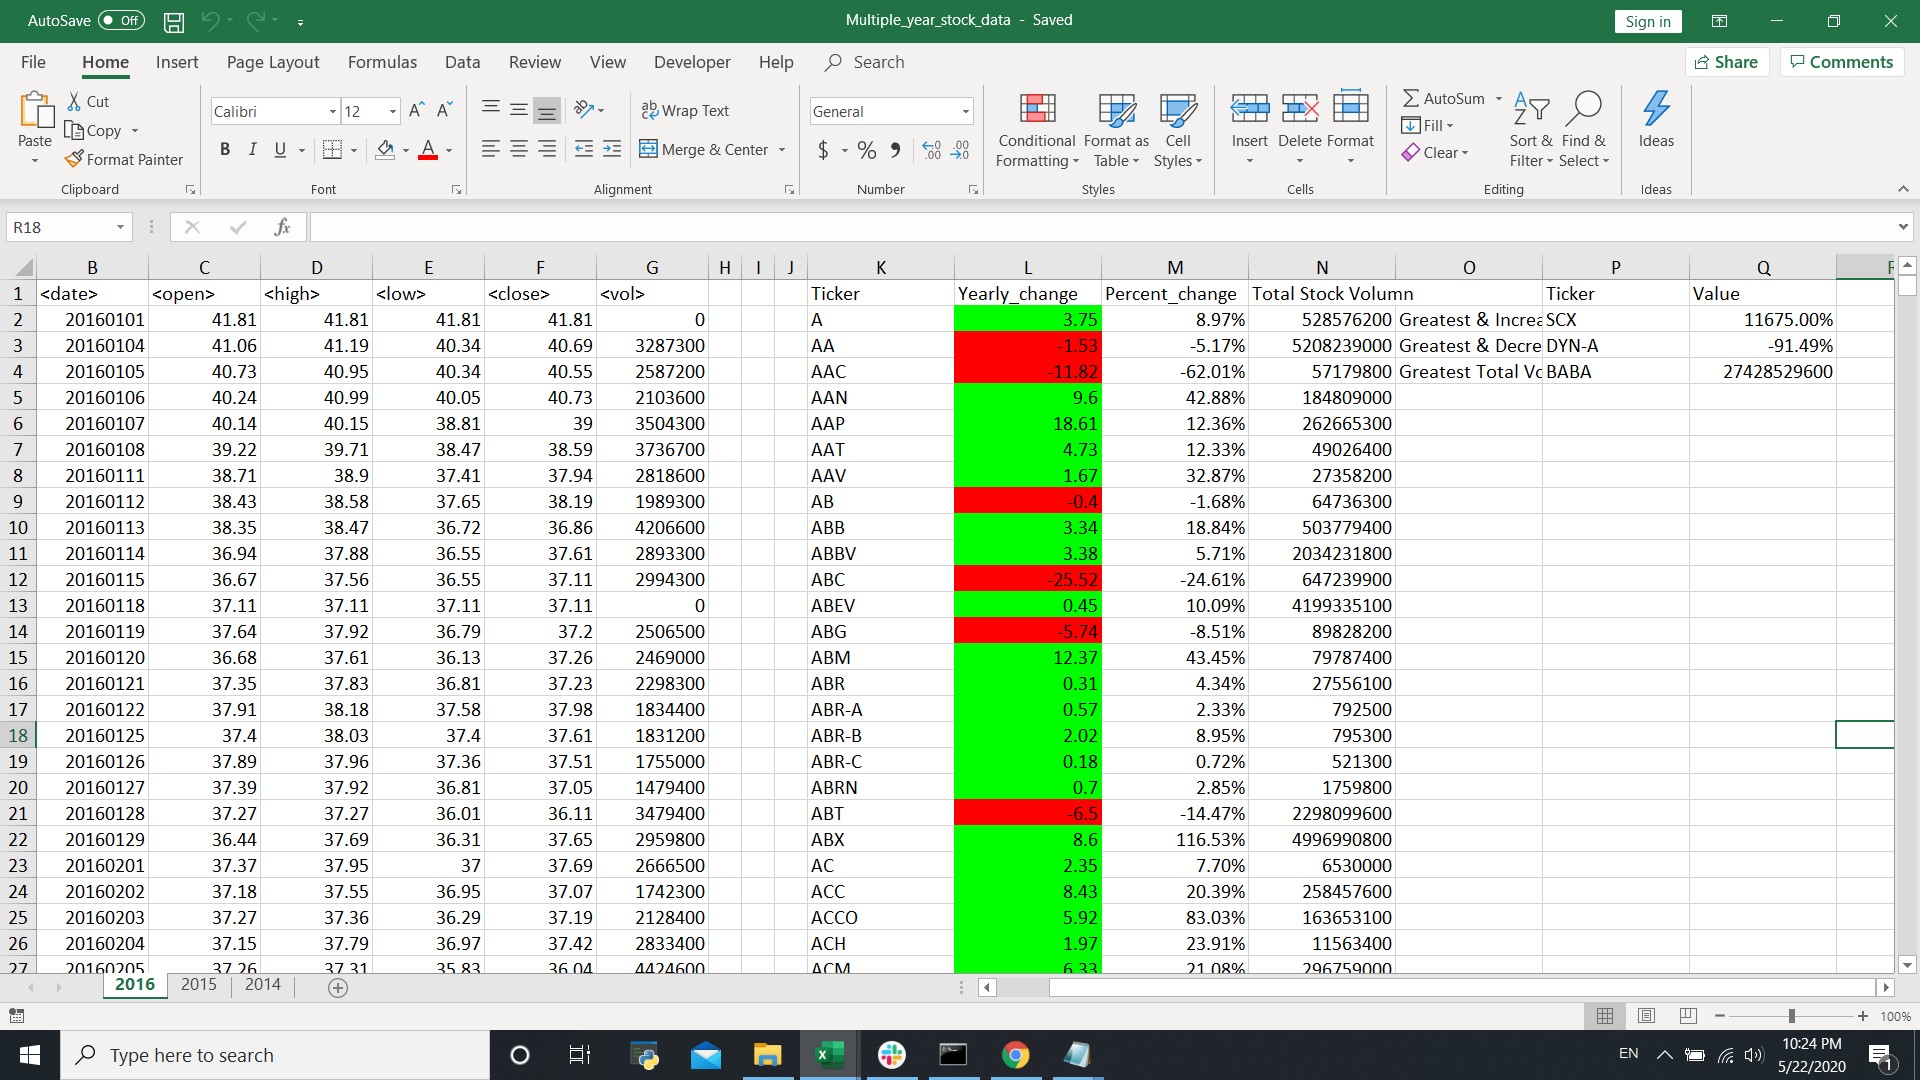 AutoSave Off Multiple_year_stock_data - Saved Sign in
File Home Insert Page Layout Formulas Data Review View Developer Help Search Share Comments
Paste
Cut
Copy
Format Painter
Clipboard
Calibri 12
B I U
Font
Wrap Text
Merge & Center
Alignment
General
$ % 9
Number
Conditional Formatting
Format as Table
Cell Styles
Styles
Insert Delete Format
Cells
AutoSum
Fill
Clear
Sort & Filter
Find & Select
Editing
Ideas
Ideas
R18 fx
B C D E F G H I J K L M N O P Q R
1 <date> <open> <high> <low> <close> <vol> Ticker Yearly_change Percent_change Total Stock Volumn Ticker Value
2 20160101 41.81 41.81 41.81 41.81 0 A 3.75 8.97% 528576200 Greatest & Increa SCX 11675.00%
3 20160104 41.06 41.19 40.34 40.69 3287300 AA -1.53 -5.17% 5208239000 Greatest & Decre DYN-A -91.49%
4 20160105 40.73 40.95 40.34 40.55 2587200 AAC -11.82 -62.01% 57179800 Greatest Total Vo BABA 27428529600
5 20160106 40.24 40.99 40.05 40.73 2103600 AAN 9.6 42.88% 184809000
6 20160107 40.14 40.15 38.81 39 3504300 AAP 18.61 12.36% 262665300
7 20160108 39.22 39.71 38.47 38.59 3736700 AAT 4.73 12.33% 49026400
8 20160111 38.71 38.9 37.41 37.94 2818600 AAV 1.67 32.87% 27358200
9 20160112 38.43 38.58 37.65 38.19 1989300 AB -0.4 -1.68% 64736300
10 20160113 38.35 38.47 36.72 36.86 4206600 ABB 3.34 18.84% 503779400
11 20160114 36.94 37.88 36.55 37.61 2893300 ABBV 3.38 5.71% 2034231800
12 20160115 36.67 37.56 36.55 37.11 2994300 ABC -25.52 -24.61% 647239900
13 20160118 37.11 37.11 37.11 37.11 0 ABEV 0.45 10.09% 4199335100
14 20160119 37.64 37.92 36.79 37.2 2506500 ABG -5.74 -8.51% 89828200
15 20160120 36.68 37.61 36.13 37.26 2469000 ABM 12.37 43.45% 79787400
16 20160121 37.35 37.83 36.81 37.23 2298300 ABR 0.31 4.34% 27556100
17 20160122 37.91 38.18 37.58 37.98 1834400 ABR-A 0.57 2.33% 792500
18 20160125 37.4 38.03 37.4 37.61 1831200 ABR-B 2.02 8.95% 795300
19 20160126 37.89 37.96 37.36 37.51 1755000 ABR-C 0.18 0.72% 521300
20 20160127 37.39 37.92 36.81 37.05 1479400 ABRN 0.7 2.85% 1759800
21 20160128 37.27 37.27 36.01 36.11 3479400 ABT -6.5 -14.47% 2298099600
22 20160129 36.44 37.69 36.31 37.65 2959800 ABX 8.6 116.53% 4996990800
23 20160201 37.37 37.95 37 37.69 2666500 AC 2.35 7.70% 6530000
24 20160202 37.18 37.55 36.95 37.07 1742300 ACC 8.43 20.39% 258457600
25 20160203 37.27 37.36 36.29 37.19 2128400 ACCO 5.92 83.03% 163653100
26 20160204 37.15 37.79 36.97 37.42 2833400 ACH 1.97 23.91% 11563400
27 20160205 37.26 37.31 35.83 36.04 4424600 ACM 6.33 21.08% 296759000
2016 2015 2014
100%
Type here to search
EN 10:24 PM
5/22/2020
1